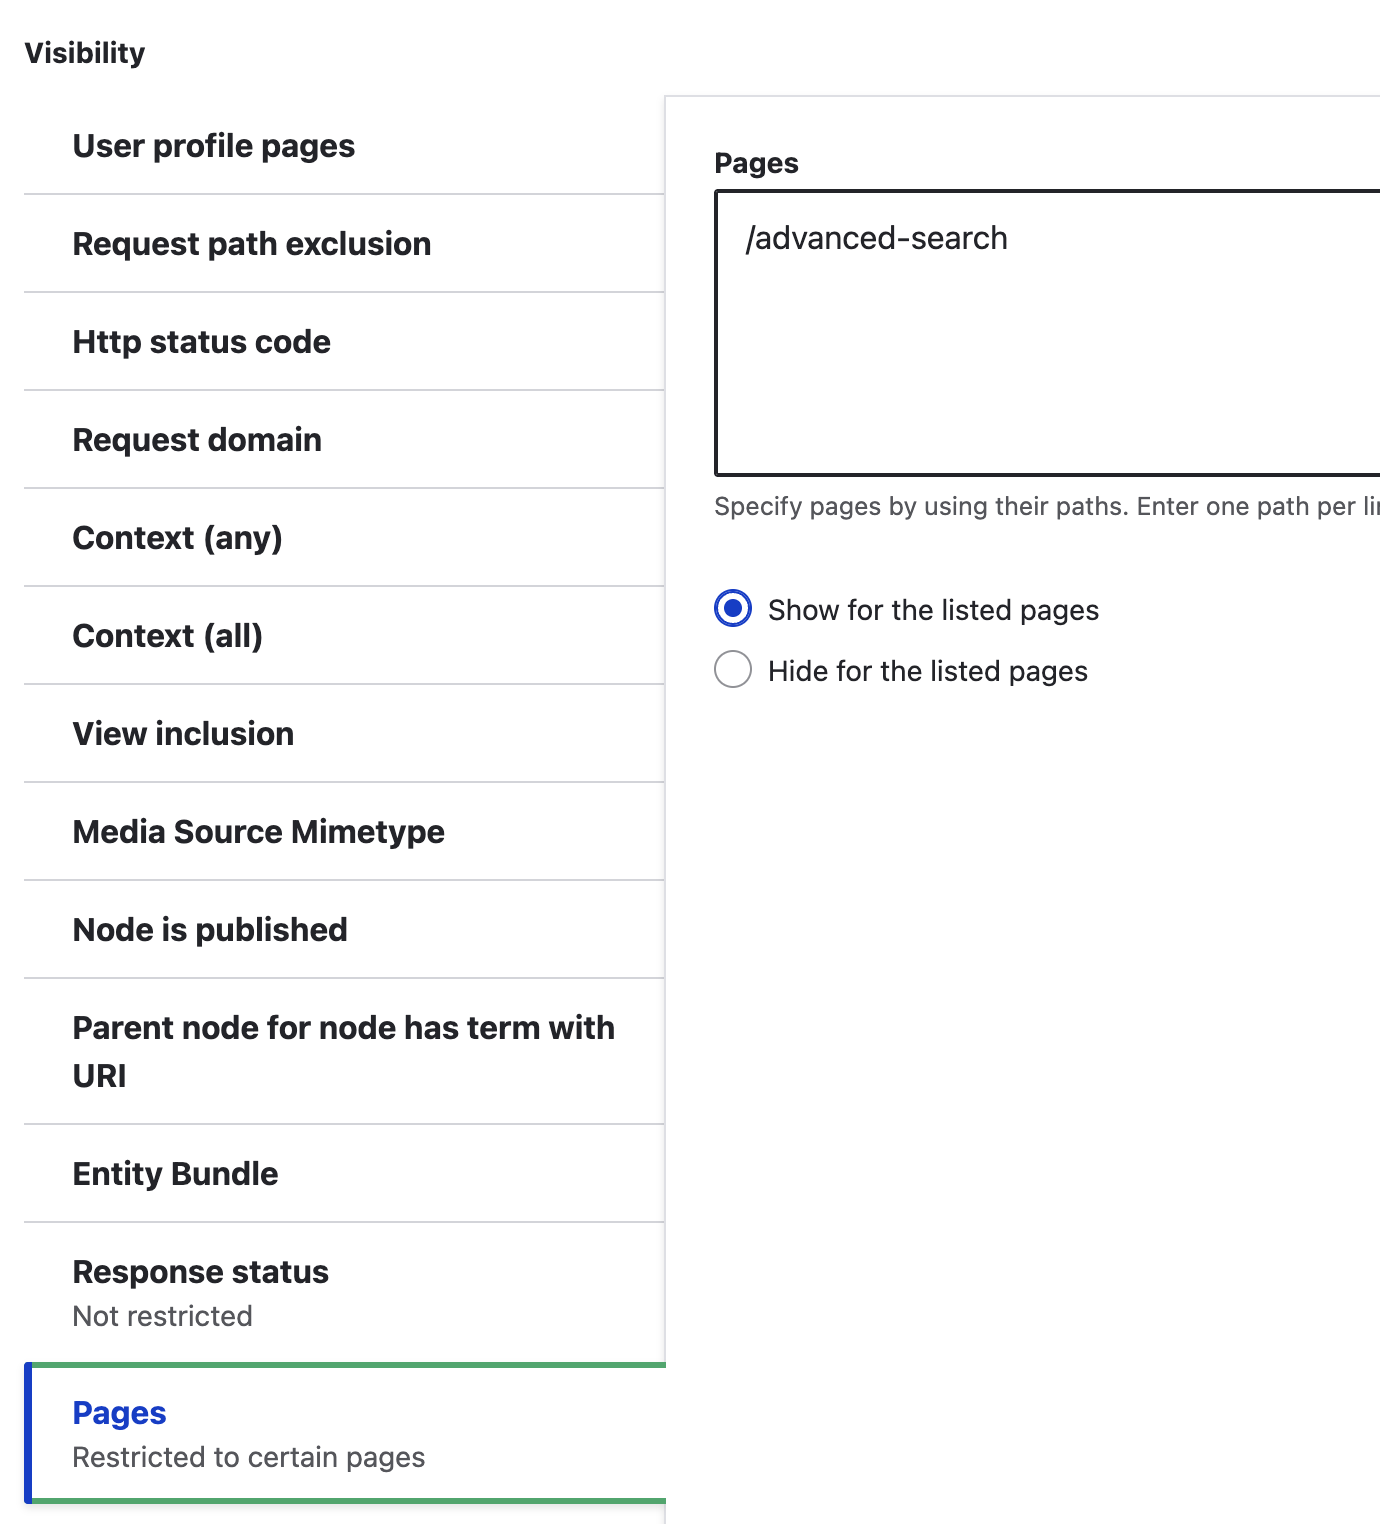 Visibility
User profile pages
Request path exclusion
Http status code
Request domain
Context (any)
Context (all)
View inclusion
Media Source Mimetype
Node is published
Parent node for node has term with
URI
Entity Bundle
Response status
Not restricted
Pages
Restricted to certain pages
Pages
/advanced-search
Specify pages by using their paths. Enter one path per
Show for the listed pages
Hide for the listed pages